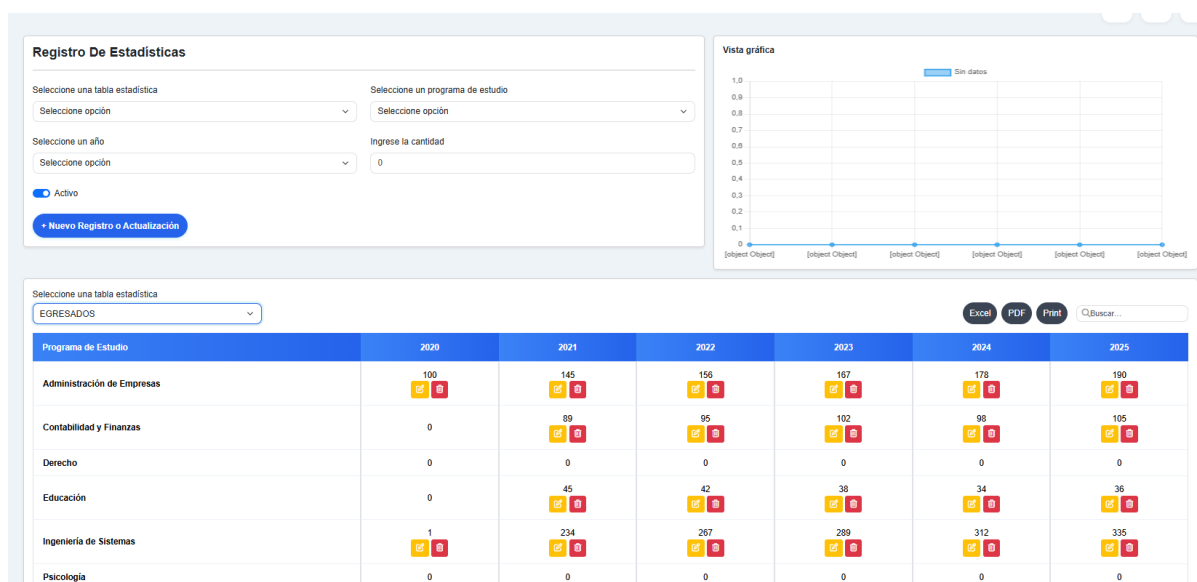 Registro De Estadísticas
Seleccione una tabla estadística
Seleccione un programa de estudio
Seleccione opción
Seleccione opción
Seleccione un año
Ingrese la cantidad
Seleccione opción
0
Activo
+ Nuevo Registro o Actualización
Vista gráfica
Sin datos
1,0
0,9
0,8
0,7
0,6
0,5
0,4
0,3
0,2
0,1
0
[object Object] [object Object] [object Object] [object Object] [object Object] [object Object]
Seleccione una tabla estadística
EGRESADOS
Excel PDF Print Buscar...
Programa de Estudio 2020 2021 2022 2023 2024 2025
Administración de Empresas 100 145 156 167 178 190
Contabilidad y Finanzas 0 89 95 102 98 105
Derecho 0 0 0 0 0 0
Educación 0 45 42 38 34 36
Ingeniería de Sistemas 1 234 267 289 312 335
Psicología 0 0 0 0 0 0